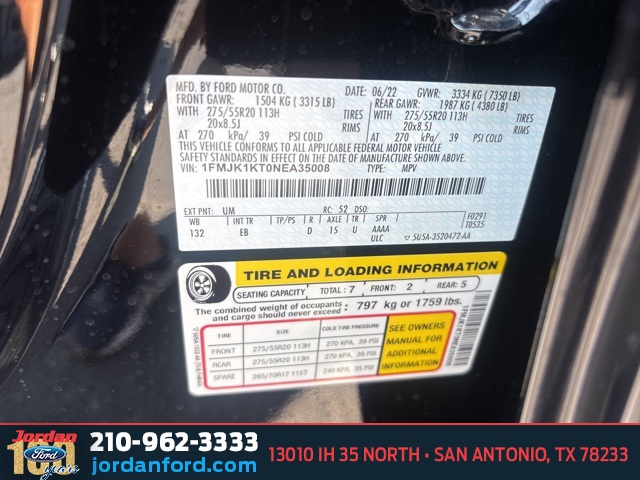 MFD. BY FORD MOTOR CO. 06/22 GVWR: 3334 KG (7350 LB)
FRONT GAWR: 1504 KG (3315 LB) REAR GAWR: 1987 KG (4380 LB)
WITH 275/55R20 113H TIRES WITH 275/55R20 113H TIRES
20x8.5J RIMS 20x8.5J RIMS
AT 270 kPa/ 39 PSI COLD AT 270 kPa/ 39 PSI COLD
THIS VEHICLE CONFORMS TO ALL APPLICABLE FEDERAL MOTOR VEHICLE
SAFETY AND THEFT PREVENTION STANDARDS IN EFFECT ON THE DATE OF MANUFACTURE SHOWN ABOVE.
VIN: 1FMJK1KT0NEA35008 TYPE: MPV
EXT PNT: UM RC: 52 DSO: F0291
WB INT TR TP/PS R AXLE TR SPR T0535
132 EB D 15 U AAAA
ULC 5U5A-3520472-AA
TIRE AND LOADING INFORMATION
SEATING CAPACITY TOTAL: 7 FRONT: 2 REAR: 5
The combined weight of occupants and cargo should never exceed: 797 kg or 1759 lbs.
TIRE SIZE COLD TIRE PRESSURE
FRONT 275/55R20 113H 270 KPA, 39 PSI
REAR 275/55R20 113H 270 KPA, 39 PSI
SPARE 265/70R17 115T 240 KPA, 35 PSI
SEE OWNERS
MANUAL FOR
ADDITIONAL
INFORMATION
Jordan
100
years
210-962-3333
jordanford.com
13010 IH 35 NORTH • SAN ANTONIO, TX 78233